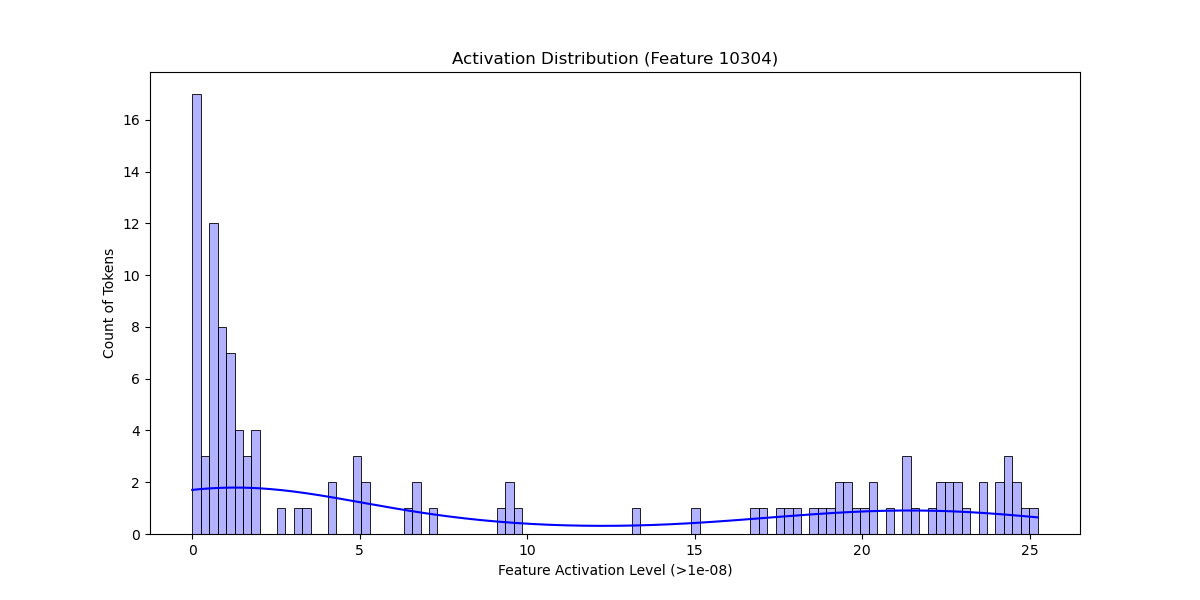 Activation Distribution (Feature 10304)
Count of Tokens
16
14
12
10
8
6
4
2
0
0 5 10 15 20 25
Feature Activation Level (>1e-08)